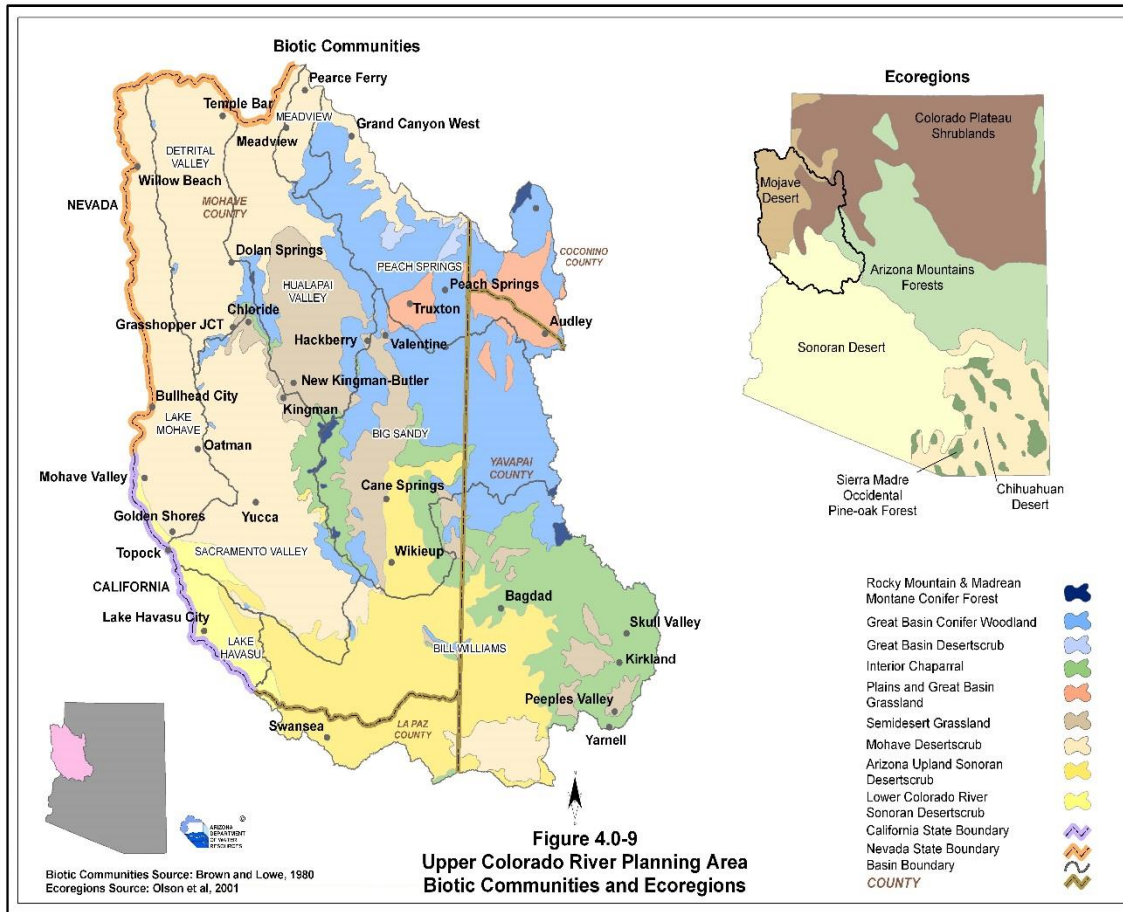 Biotic Communities
Pearce Ferry
Temple Bar
MEADVIEW
Meadview
Grand Canyon West
DETRITAL
VALLEY
Willow Beach
NEVADA
MOHAVE
COUNTY
COCONINO
COUNTY
Dolan Springs
PEACH SPRINGS
HUALAPAI
VALLEY
Peach Springs
Chloride
Truxton
Grasshopper JCT
Audley
Hackberry
Valentine
New Kingman-Butler
Bullhead City
Kingman
LAKE
MOHAVE
BIG SANDY
Oatman
YAVAPAI
COUNTY
Mohave Valley
Cane Springs
Golden Shores
Yucca
Topock
SACRAMENTO VALLEY
Wikieup
CALIFORNIA
Bagdad
Lake Havasu City
Skull Valley
LAKE
HAVASU
BILL WILLIAMS
Kirkland
Peeples Valley
Swansea
LA PAZ
COUNTY
Yarnell
Ecoregions
Colorado Plateau
Shrublands
Mojave
Desert
Arizona Mountains
Forests
Sonoran Desert
Sierra Madre
Occidental
Pine-oak Forest
Chihuahuan
Desert
Rocky Mountain & Madrean
Montane Conifer Forest
Great Basin Conifer Woodland
Great Basin Desertscrub
Interior Chaparral
Plains and Great Basin
Grassland
Semidesert Grassland
Mohave Desertscrub
Arizona Upland Sonoran
Desertscrub
Lower Colorado River
Sonoran Desertscrub
California State Boundary
Nevada State Boundary
Basin Boundary
COUNTY
ARIZONA
DEPARTMENT
OF WATER
RESOURCES
©
Figure 4.0-9
Upper Colorado River Planning Area
Biotic Communities and Ecoregions
Biotic Communities Source: Brown and Lowe, 1980
Ecoregions Source: Olson et al, 2001